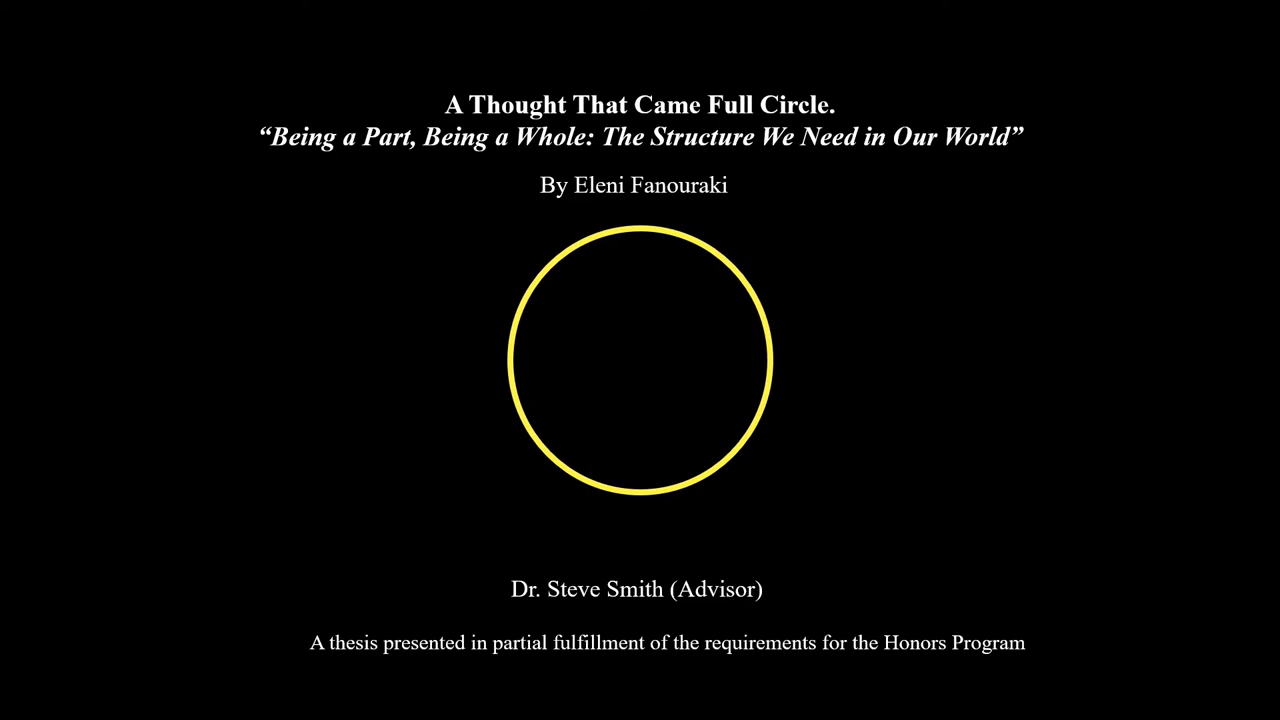 A Thought That Came Full Circle.
“Being a Part, Being a Whole: The Structure We Need in Our World”
By Eleni Fanouraki
Dr. Steve Smith (Advisor)
A thesis presented in partial fulfillment of the requirements for the Honors Program